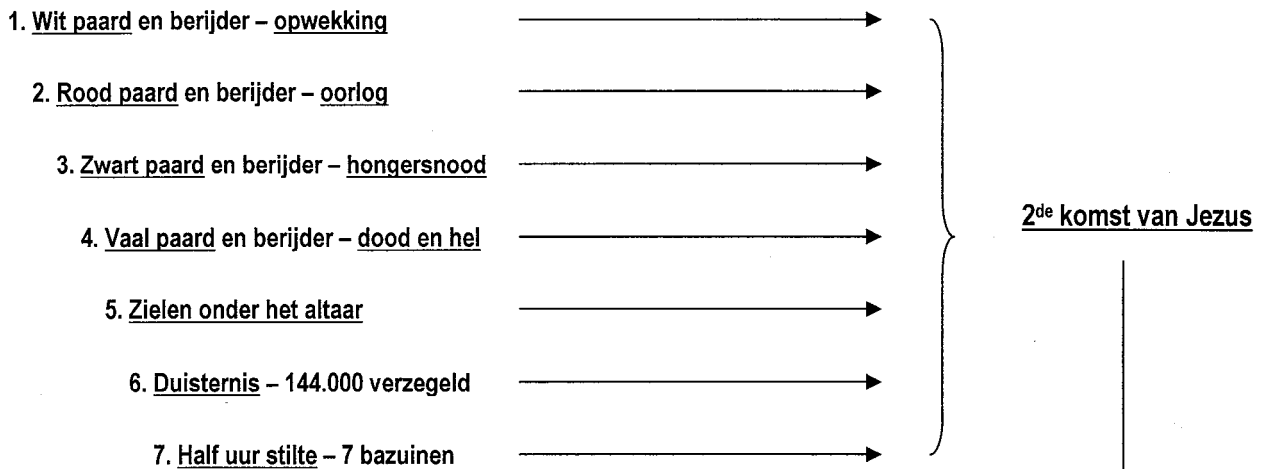 1. Wit paard en berijder – opwekking
2. Rood paard en berijder – oorlog
3. Zwart paard en berijder – hongersnood
4. Vaal paard en berijder – dood en hel
5. Zielen onder het altaar
6. Duisternis – 144.000 verzegeld
7. Half uur stilte – 7 bazuinen
2de komst van Jezus